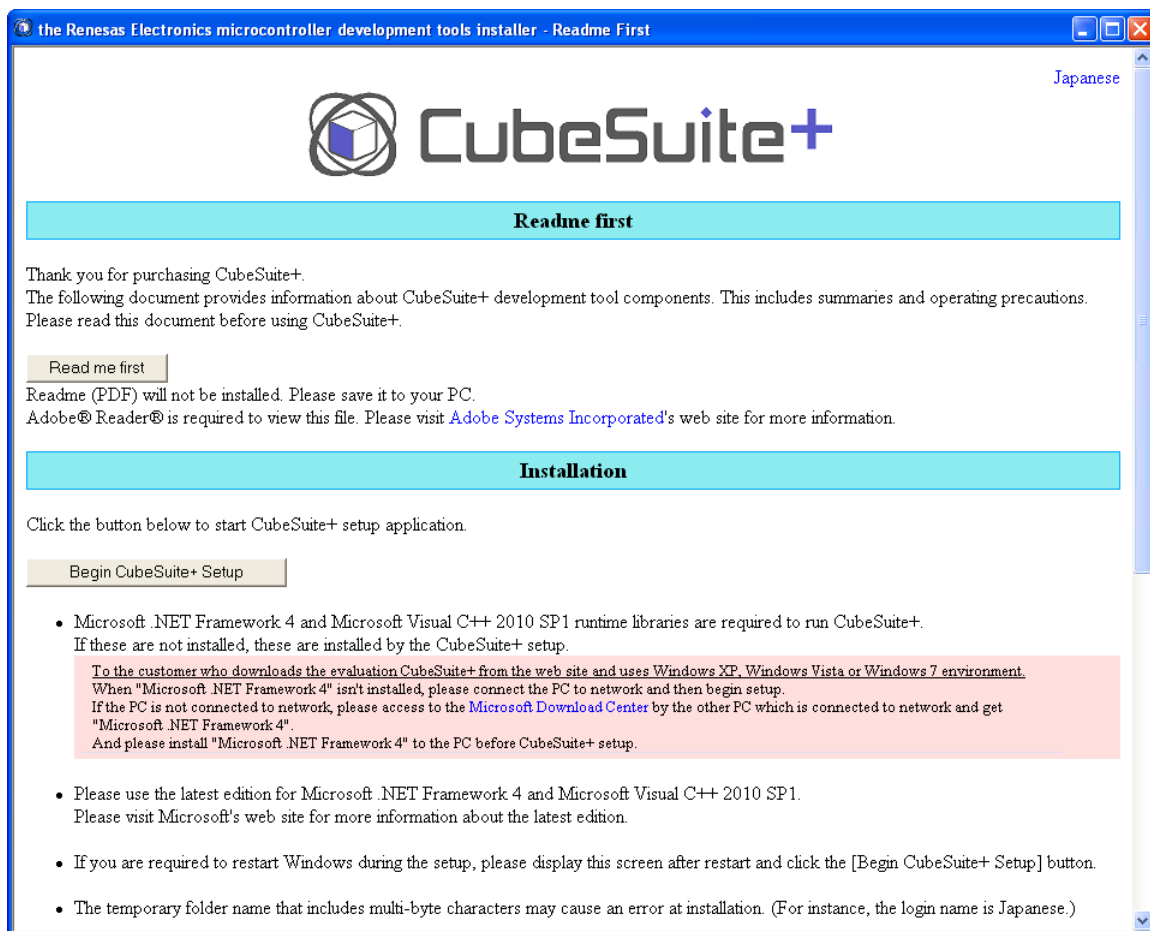 the Renesas Electronics microcontroller development tools installer - Readme First
Japanese
CubeSuite+
Readme first
Thank you for purchasing CubeSuite+.
The following document provides information about CubeSuite+ development tool components. This includes summaries and operating precautions.
Please read this document before using CubeSuite+.
Read me first
Readme (PDF) will not be installed. Please save it to your PC.
Adobe® Reader® is required to view this file. Please visit Adobe Systems Incorporated's web site for more information.
Installation
Click the button below to start CubeSuite+ setup application.
Begin CubeSuite+ Setup
• Microsoft .NET Framework 4 and Microsoft Visual C++ 2010 SP1 runtime libraries are required to run CubeSuite+.
If these are not installed, these are installed by the CubeSuite+ setup.
To the customer who downloads the evaluation CubeSuite+ from the web site and uses Windows XP, Windows Vista or Windows 7 environment.
When "Microsoft .NET Framework 4" isn't installed, please connect the PC to network and then begin setup.
If the PC is not connected to network, please access to the Microsoft Download Center by the other PC which is connected to network and get
"Microsoft .NET Framework 4".
And please install "Microsoft .NET Framework 4" to the PC before CubeSuite+ setup.
• Please use the latest edition for Microsoft .NET Framework 4 and Microsoft Visual C++ 2010 SP1.
Please visit Microsoft's web site for more information about the latest edition.
• If you are required to restart Windows during the setup, please display this screen after restart and click the [Begin CubeSuite+ Setup] button.
• The temporary folder name that includes multi-byte characters may cause an error at installation. (For instance, the login name is Japanese.)